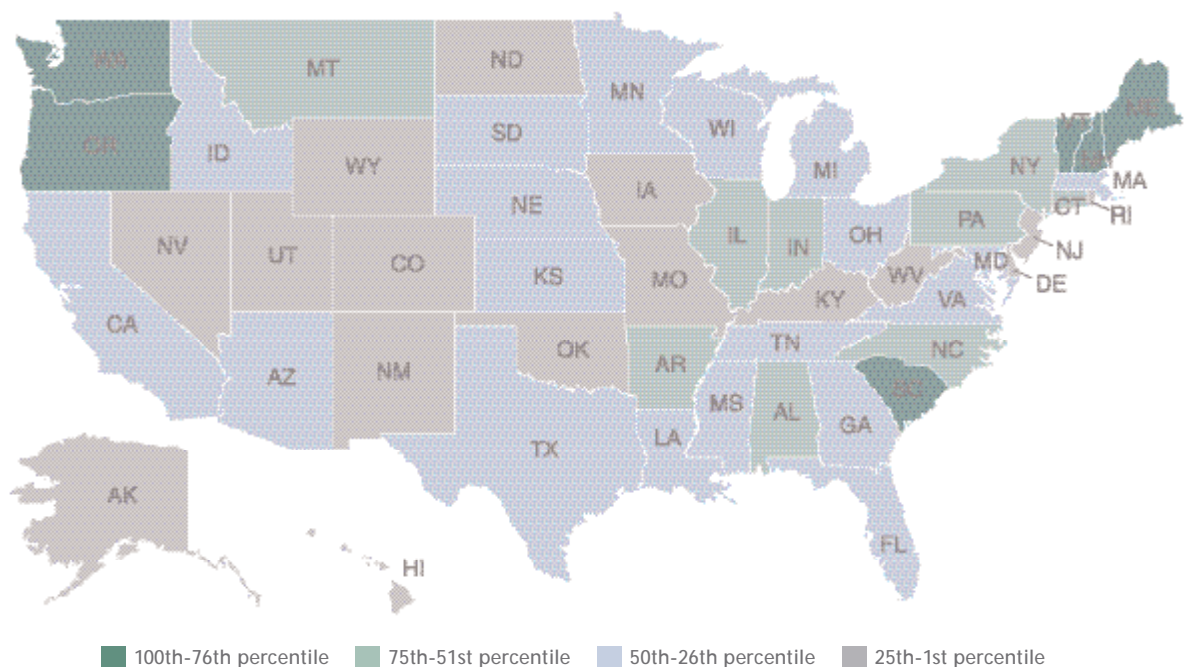 WA
MT
ND
MN
VT
ME
OR
ID
SD
WI
MI
NH
NY
MA
WY
IA
NE
CT
RI
PA
NV
UT
CO
IL
IN
OH
NJ
KS
MO
WV
MD
DE
KY
VA
CA
TN
NC
AZ
NM
OK
AR
SC
MS
AL
GA
TX
LA
AK
FL
HI
100th-76th percentile 75th-51st percentile 50th-26th percentile 25th-1st percentile